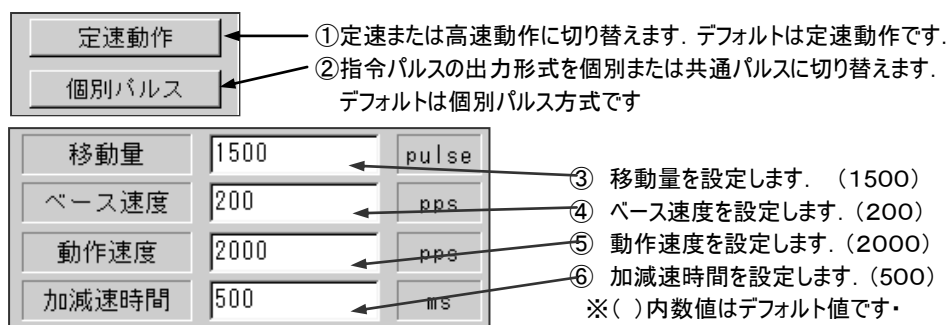 定速動作
①定速または高速動作に切り替えます．デフォルトは定速動作です．
個別パルス
②指令パルスの出力形式を個別または共通パルスに切り替えます．
デフォルトは個別パルス方式です
移動量 1500 pulse
③ 移動量を設定します．（1500）
ベース速度 200 pps
④ ベース速度を設定します．（200）
動作速度 2000 pps
⑤ 動作速度を設定します．（2000）
加減速時間 500 ms
⑥ 加減速時間を設定します．（500）
※（ ）内数値はデフォルト値です・